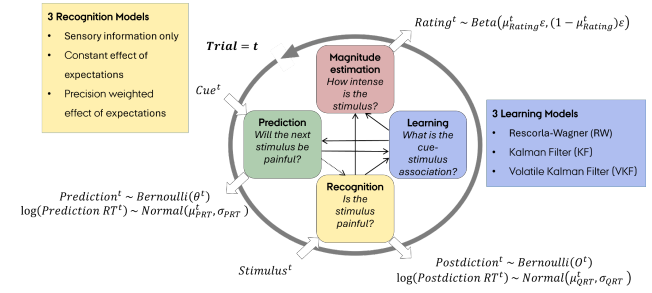 3 Recognition Models
• Sensory information only
• Constant effect of
expectations
• Precision weighted
effect of expectations
Trial = t
Rating^t ~ Beta(μ^t_Rating ε, (1 − μ^t_Rating)ε)
Magnitude
estimation
How intense
is the
stimulus?
Cue^t
Prediction
Will the next
stimulus be
painful?
Learning
What is the
cue-
stimulus
association?
3 Learning Models
• Rescorla-Wagner (RW)
• Kalman Filter (KF)
• Volatile Kalman Filter (VKF)
Recognition
Is the
stimulus
painful?
Prediction^t ~ Bernoulli(θ^t)
log(Prediction RT^t) ~ Normal(μ^t_PRT, σ_PRT)
Stimulus^t
Postdiction^t ~ Bernoulli(O^t)
log(Postdiction RT^t) ~ Normal(μ^t_QRT, σ_QRT)